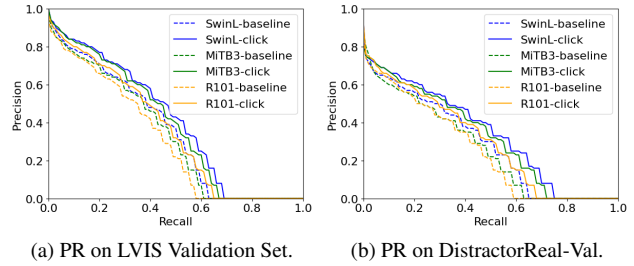 1.0
0.8
0.6
0.4
0.2
0.0
Precision
0.0 0.2 0.4 0.6 0.8 1.0
Recall
SwinL-baseline
SwinL-click
MiTB3-baseline
MiTB3-click
R101-baseline
R101-click
(a) PR on LVIS Validation Set.
1.0
0.8
0.6
0.4
0.2
0.0
Precision
0.0 0.2 0.4 0.6 0.8 1.0
Recall
SwinL-baseline
SwinL-click
MiTB3-baseline
MiTB3-click
R101-baseline
R101-click
(b) PR on DistractorReal-Val.